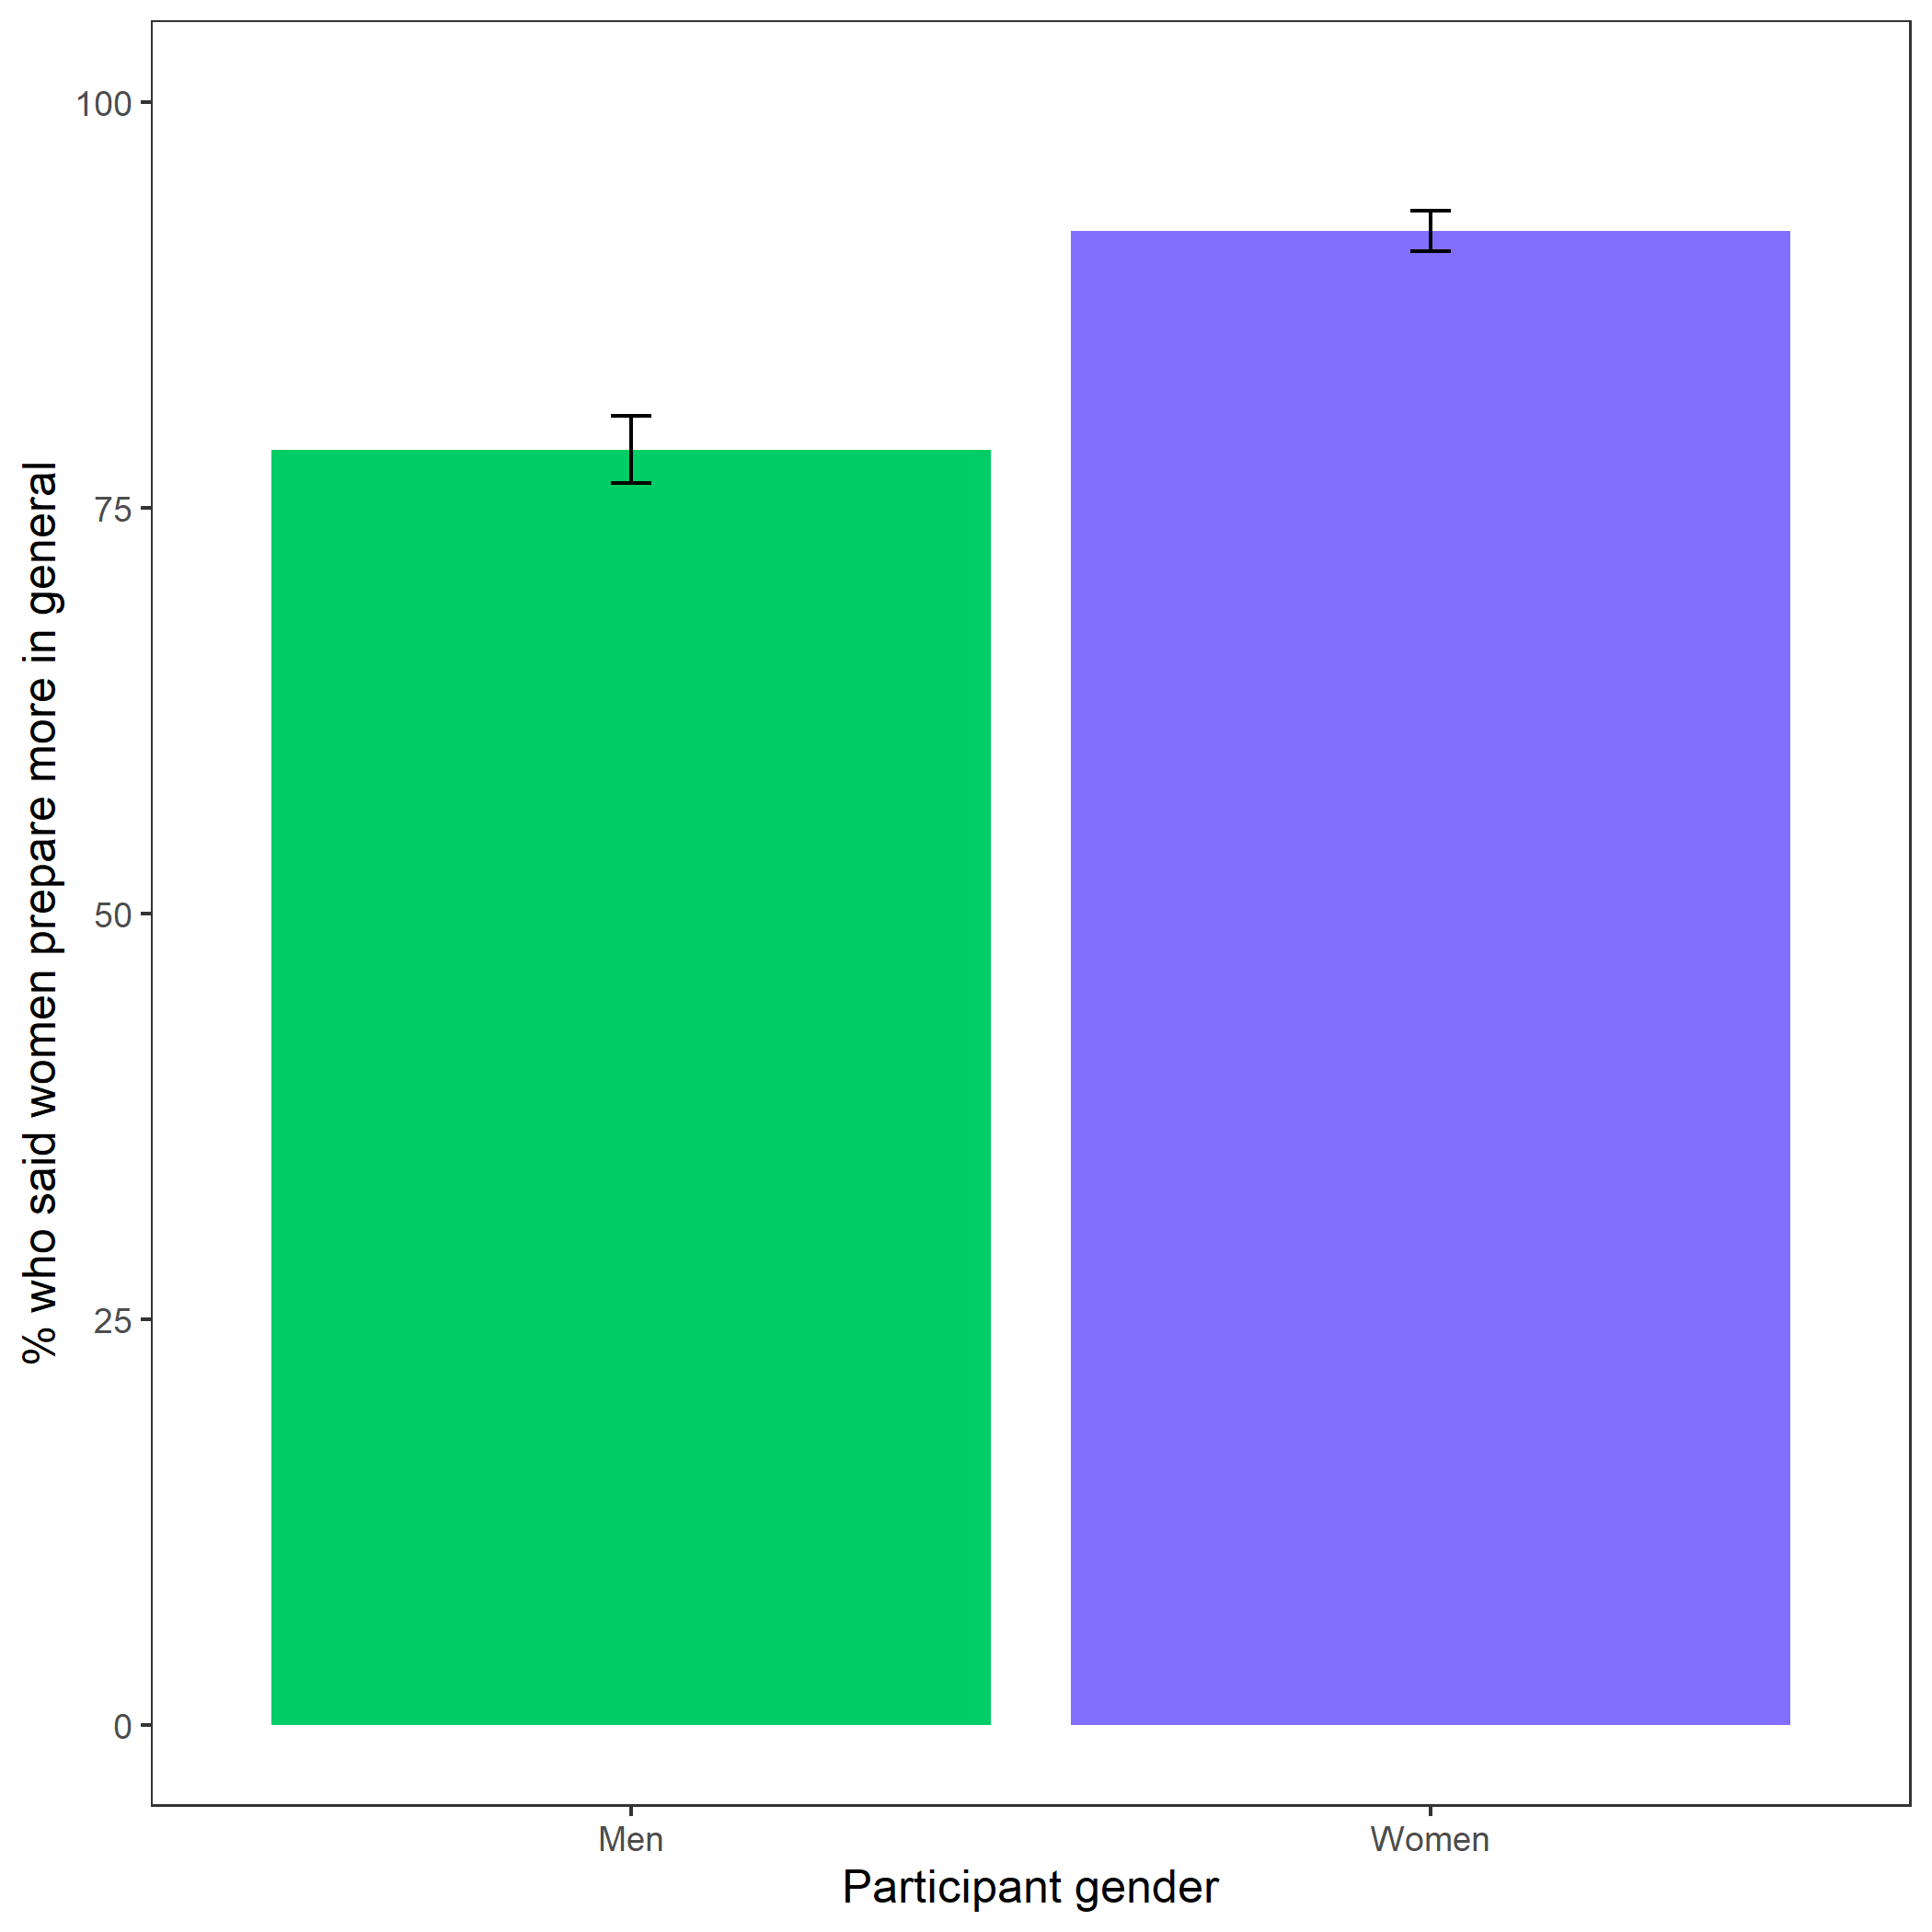 % who said women prepare more in general
100
75
50
25
0
Men
Women
Participant gender